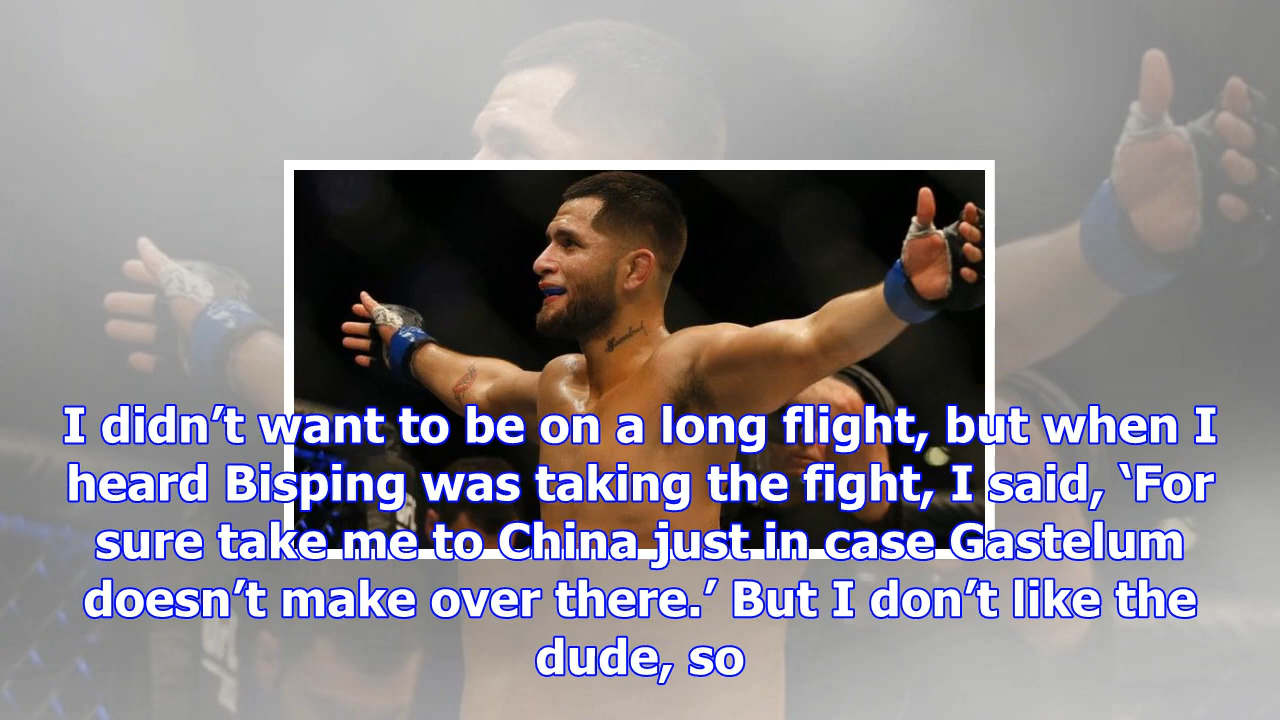 I didn’t want to be on a long flight, but when I
heard Bisping was taking the fight, I said, ‘For
sure take me to China just in case Gastelum
doesn’t make over there.’ But I don’t like the
dude, so